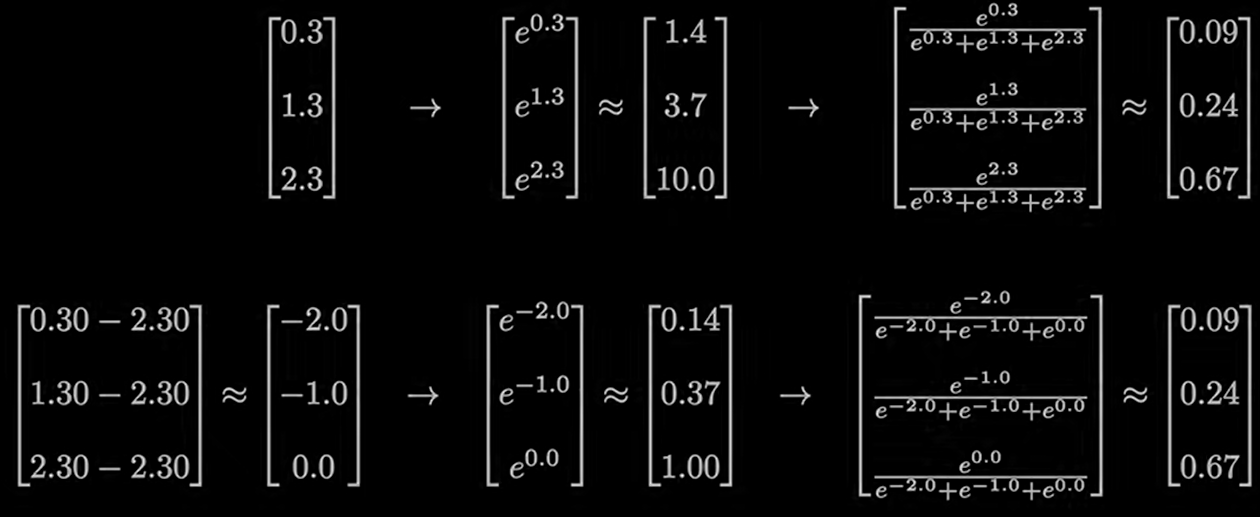 [0.3 1.3 2.3] → [e^0.3 e^1.3 e^2.3] ≈ [1.4 3.7 10.0] → [e^0.3/(e^0.3+e^1.3+e^2.3) e^1.3/(e^0.3+e^1.3+e^2.3) e^2.3/(e^0.3+e^1.3+e^2.3)] ≈ [0.09 0.24 0.67]
[0.30 − 2.30 1.30 − 2.30 2.30 − 2.30] ≈ [−2.0 −1.0 0.0] → [e^−2.0 e^−1.0 e^0.0] ≈ [0.14 0.37 1.00] → [e^−2.0/(e^−2.0+e^−1.0+e^0.0) e^−1.0/(e^−2.0+e^−1.0+e^0.0) e^0.0/(e^−2.0+e^−1.0+e^0.0)] ≈ [0.09 0.24 0.67]